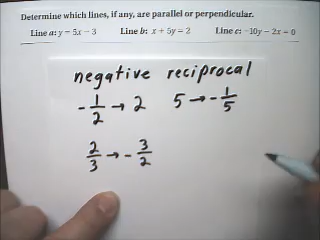 Determine which lines, if any, are parallel or perpendicular.
Line a: y = 5x − 3 Line b: x + 5y = 2 Line c: −10y − 2x = 0
negative reciprocal
-1/2 → 2 5 → -1/5
2/3 → -3/2